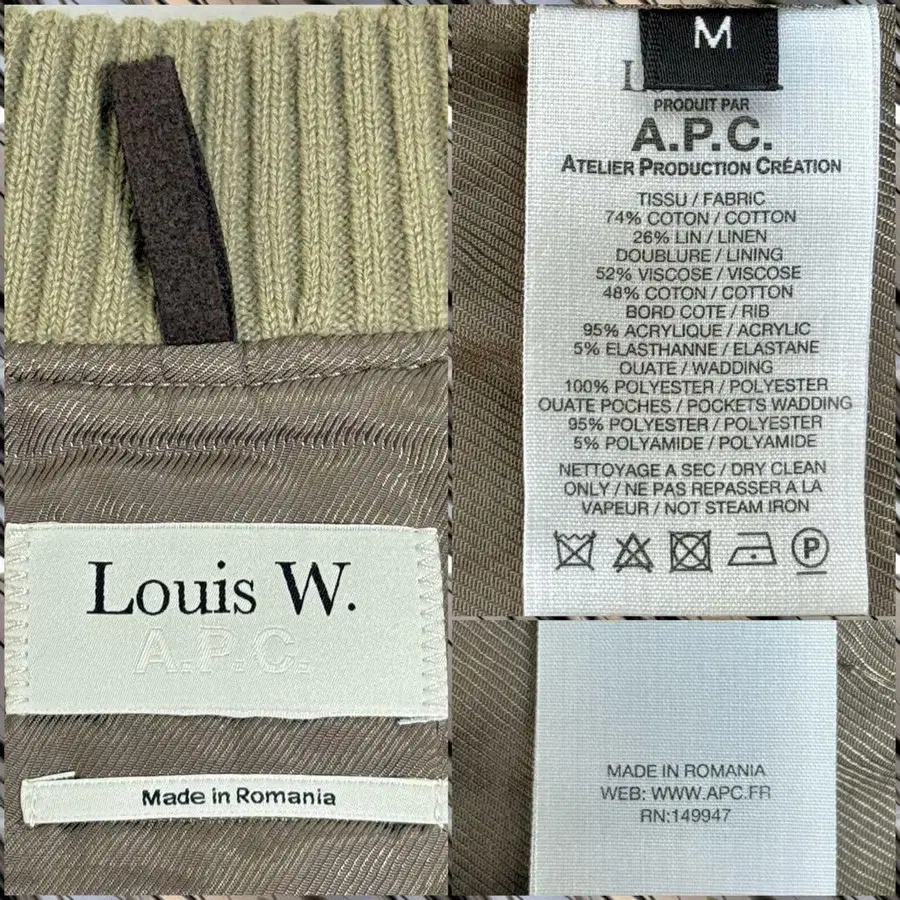 Louis W.
A.P.C.
Made in Romania
M
PRODUIT PAR
A.P.C.
ATELIER PRODUCTION CRÉATION
TISSU / FABRIC
74% COTON / COTTON
26% LIN / LINEN
DOUBLURE / LINING
52% VISCOSE / VISCOSE
48% COTON / COTTON
BORD COTE / RIB
95% ACRYLIQUE / ACRYLIC
5% ELASTHANNE / ELASTANE
OUATE / WADDING
100% POLYESTER / POLYESTER
OUATE POCHES / POCKETS WADDING
95% POLYESTER / POLYESTER
5% POLYAMIDE / POLYAMIDE
NETTOYAGE A SEC / DRY CLEAN
ONLY / NE PAS REPASSER A LA
VAPEUR / NOT STEAM IRON
P
MADE IN ROMANIA
WEB: WWW.APC.FR
RN:149947